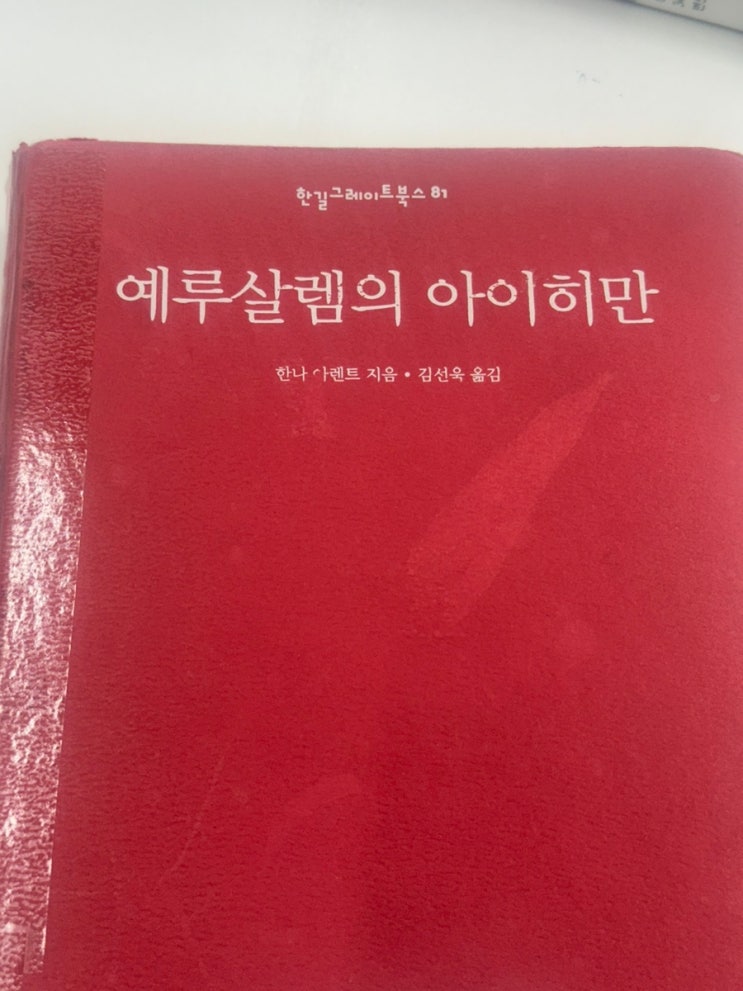 한길그레이트북스 81
예루살렘의 아이히만
한나 아렌트 지음 • 김선욱 옮김